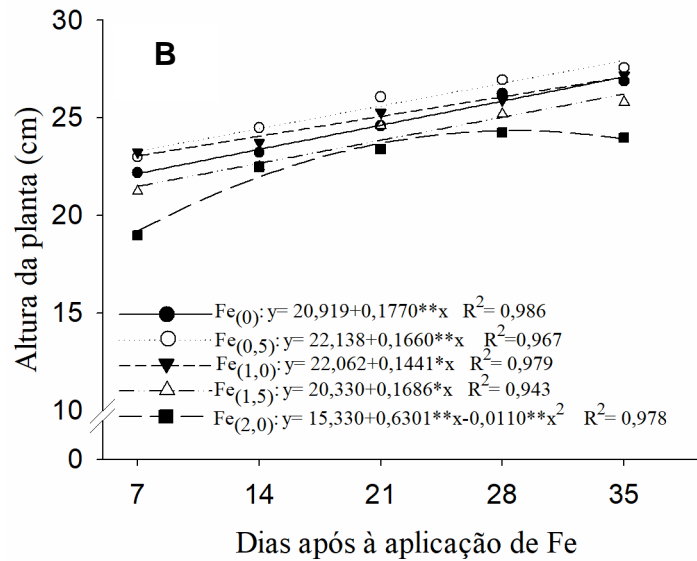 B
Altura da planta (cm)
30
25
20
15
10
0
Fe(0): y= 20,919+0,1770**x R²= 0,986
Fe(0,5): y= 22,138+0,1660**x R²=0,967
Fe(1,0): y= 22,062+0,1441*x R²= 0,979
Fe(1,5): y= 20,330+0,1686*x R²= 0,943
Fe(2,0): y= 15,330+0,6301**x-0,0110**x² R²= 0,978
7 14 21 28 35
Dias após à aplicação de Fe